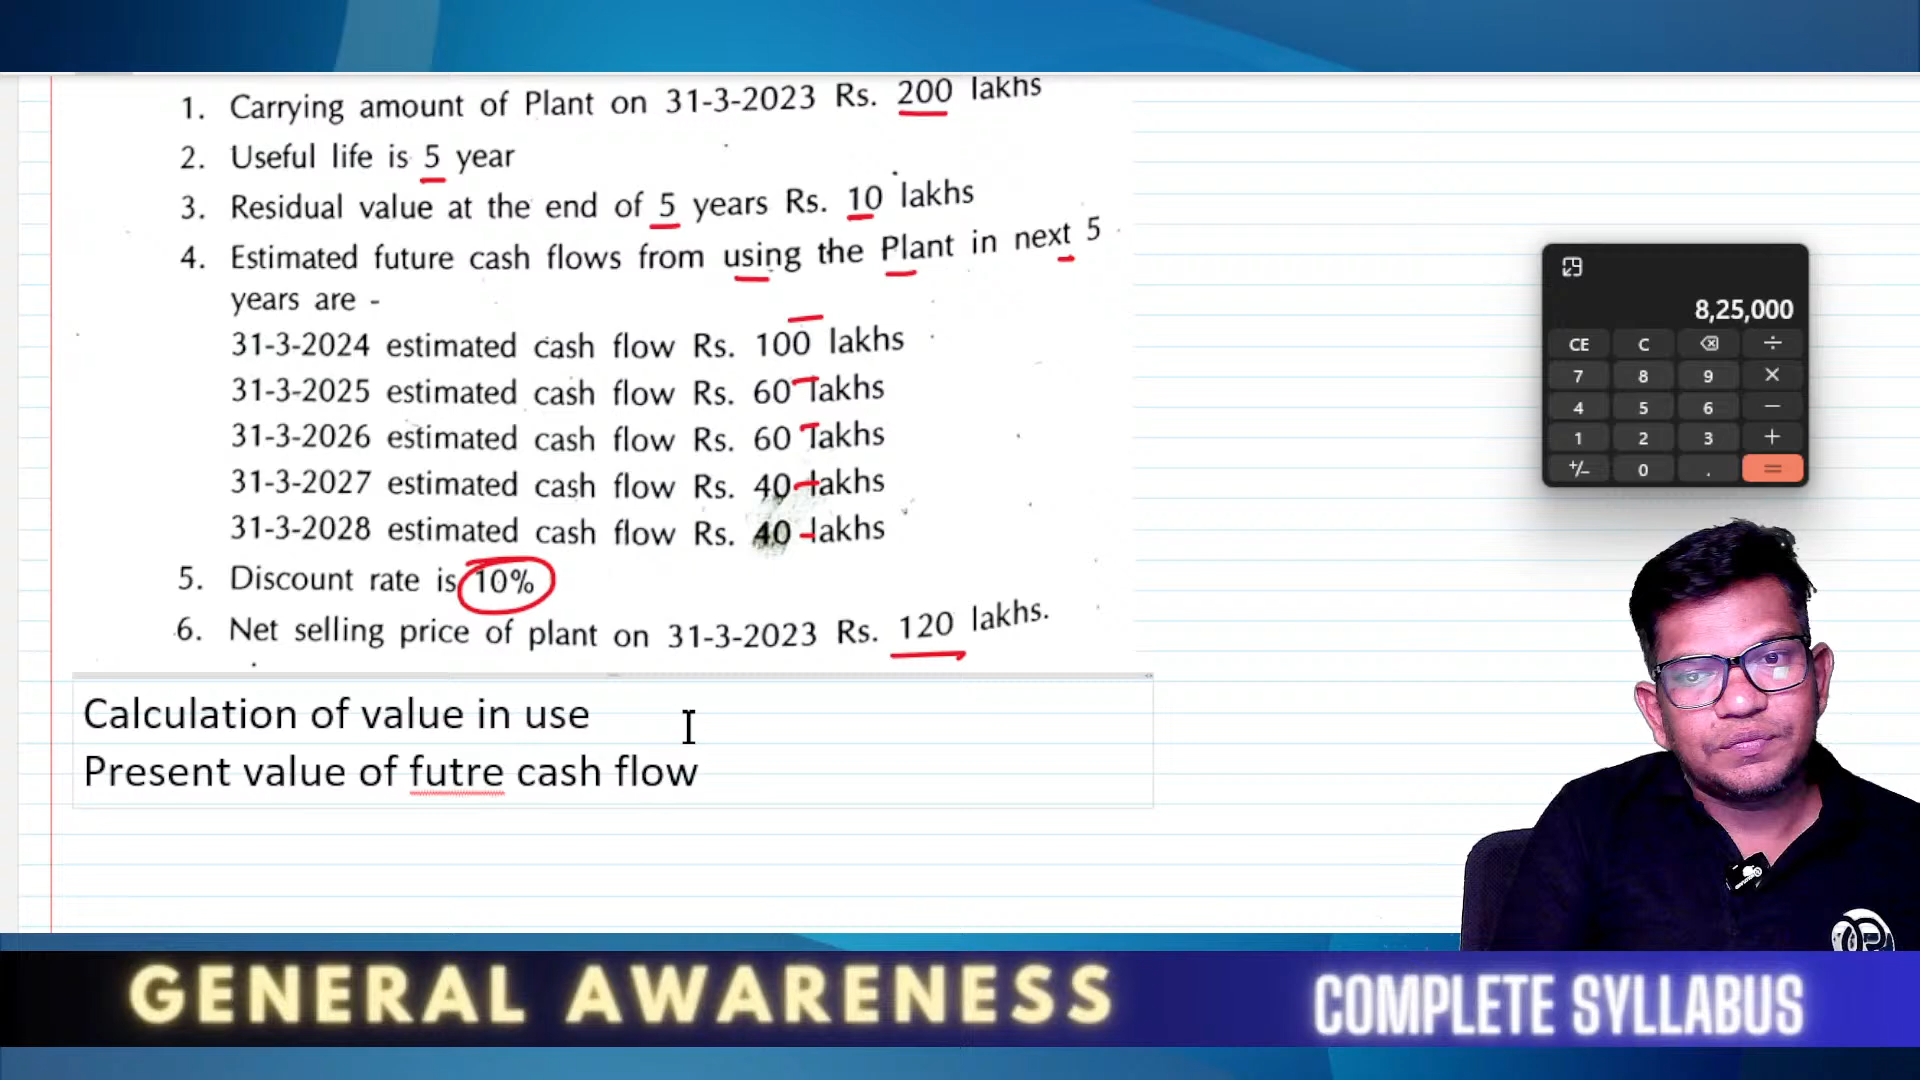 1. Carrying amount of Plant on 31-3-2023 Rs. 200 lakhs
2. Useful life is 5 year
3. Residual value at the end of 5 years Rs. 10 lakhs
4. Estimated future cash flows from using the Plant in next 5
years are -
31-3-2024 estimated cash flow Rs. 100 lakhs
31-3-2025 estimated cash flow Rs. 60 lakhs
31-3-2026 estimated cash flow Rs. 60 lakhs
31-3-2027 estimated cash flow Rs. 40 lakhs
31-3-2028 estimated cash flow Rs. 40 lakhs
5. Discount rate is 10%
6. Net selling price of plant on 31-3-2023 Rs. 120 lakhs.
Calculation of value in use
Present value of futre cash flow
8,25,000
CE C ⌫ ÷
7 8 9 ×
4 5 6 −
1 2 3 +
+/− 0 . =
GENERAL AWARENESS
COMPLETE SYLLABUS